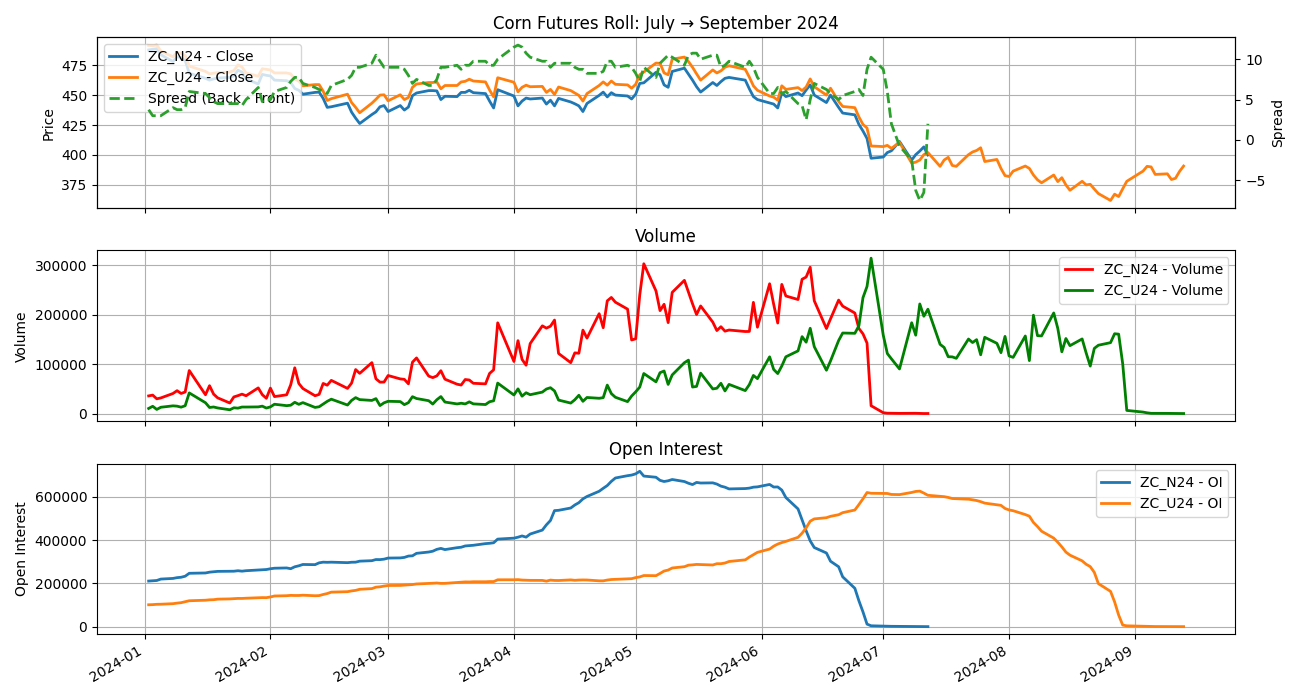 Corn Futures Roll: July → September 2024
ZC_N24 - Close
ZC_U24 - Close
Spread (Back - Front)
Price
475
450
425
400
375
Spread
10
5
0
−5
Volume
ZC_N24 - Volume
ZC_U24 - Volume
Volume
300000
200000
100000
0
Open Interest
ZC_N24 - OI
ZC_U24 - OI
Open Interest
600000
400000
200000
0
2024-01
2024-02
2024-03
2024-04
2024-05
2024-06
2024-07
2024-08
2024-09